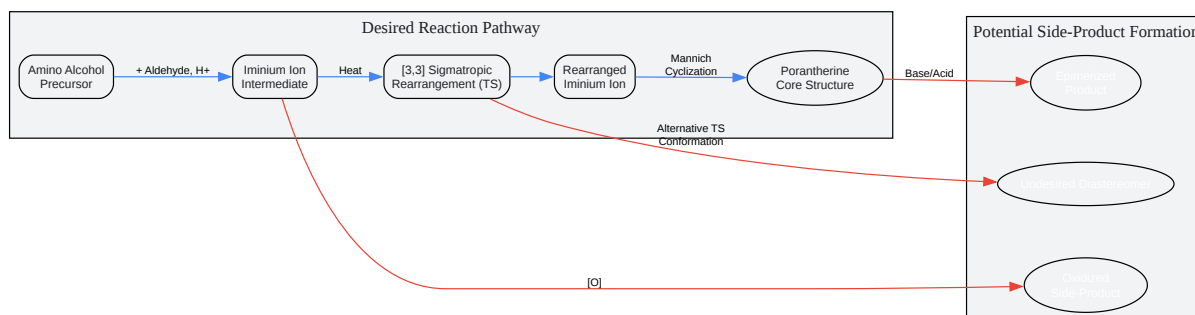 Desired Reaction Pathway
Amino Alcohol
Precursor
+ Aldehyde, H+
Iminium Ion
Intermediate
Heat
[3,3] Sigmatropic
Rearrangement (TS)
Rearranged
Iminium Ion
Mannich
Cyclization
Porantherine
Core Structure
Base/Acid
Alternative TS
Conformation
[O]
Potential Side-Product Formation
Epimerized
Product
Undesired Diastereomer
Oxidized
Side-Product